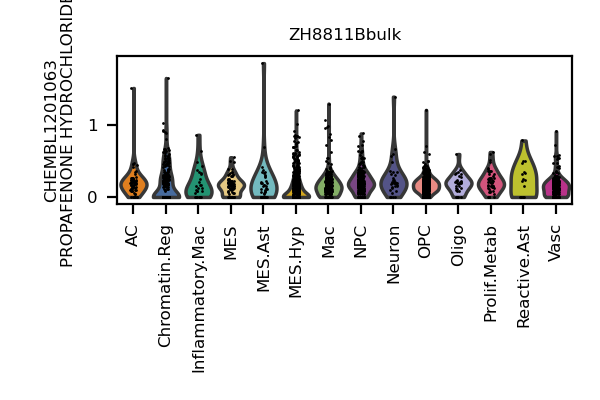 ZH8811Bbulk
CHEMBL1201063
PROPAFENONE HYDROCHLORIDE
1
0
AC
Chromatin.Reg
Inflammatory.Mac
MES
MES.Ast
MES.Hyp
Mac
NPC
Neuron
OPC
Oligo
Prolif.Metab
Reactive.Ast
Vasc